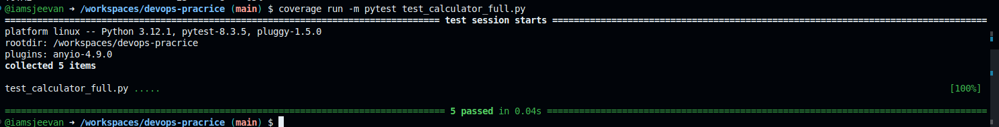 @iamsjeevan ➜ /workspaces/devops-pracrice (main) $ coverage run -m pytest test_calculator_full.py
================================================================================= test session starts =================================================================================
platform linux -- Python 3.12.1, pytest-8.3.5, pluggy-1.5.0
rootdir: /workspaces/devops-pracrice
plugins: anyio-4.9.0
collected 5 items
test_calculator_full.py ..... [100%]
================================================================================== 5 passed in 0.04s ==================================================================================
@iamsjeevan ➜ /workspaces/devops-pracrice (main) $